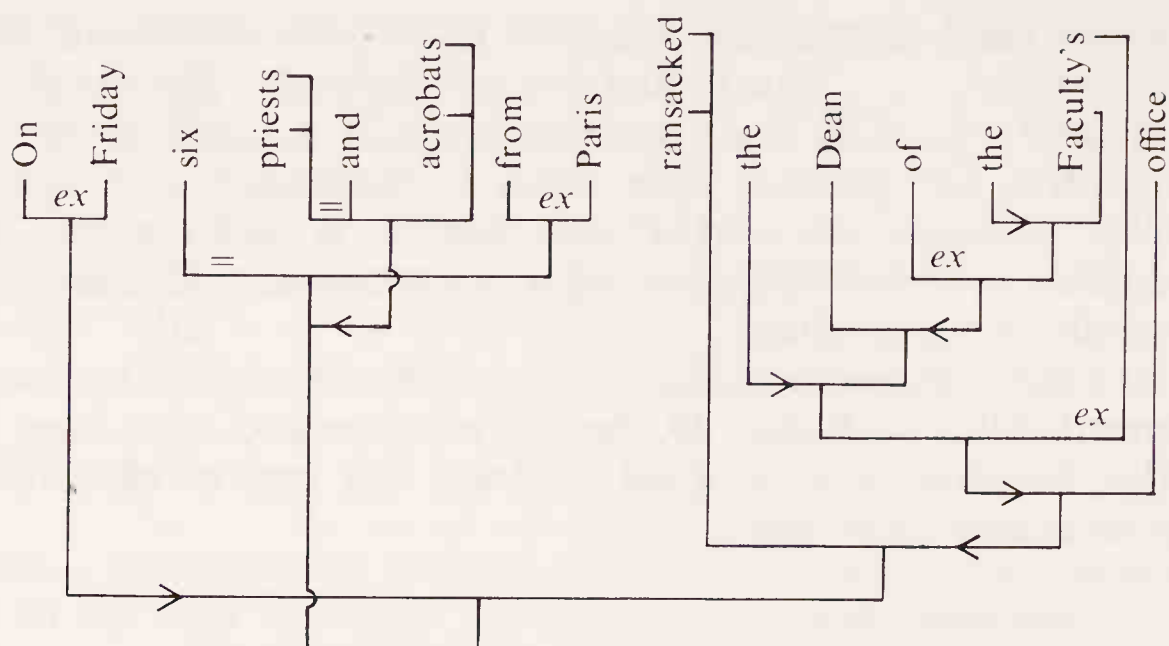 On
Friday
six
priests
and
acrobats
from
Paris
ransacked
the
Dean
of
the
Faculty's
office
ex
=
=
ex
ex
ex